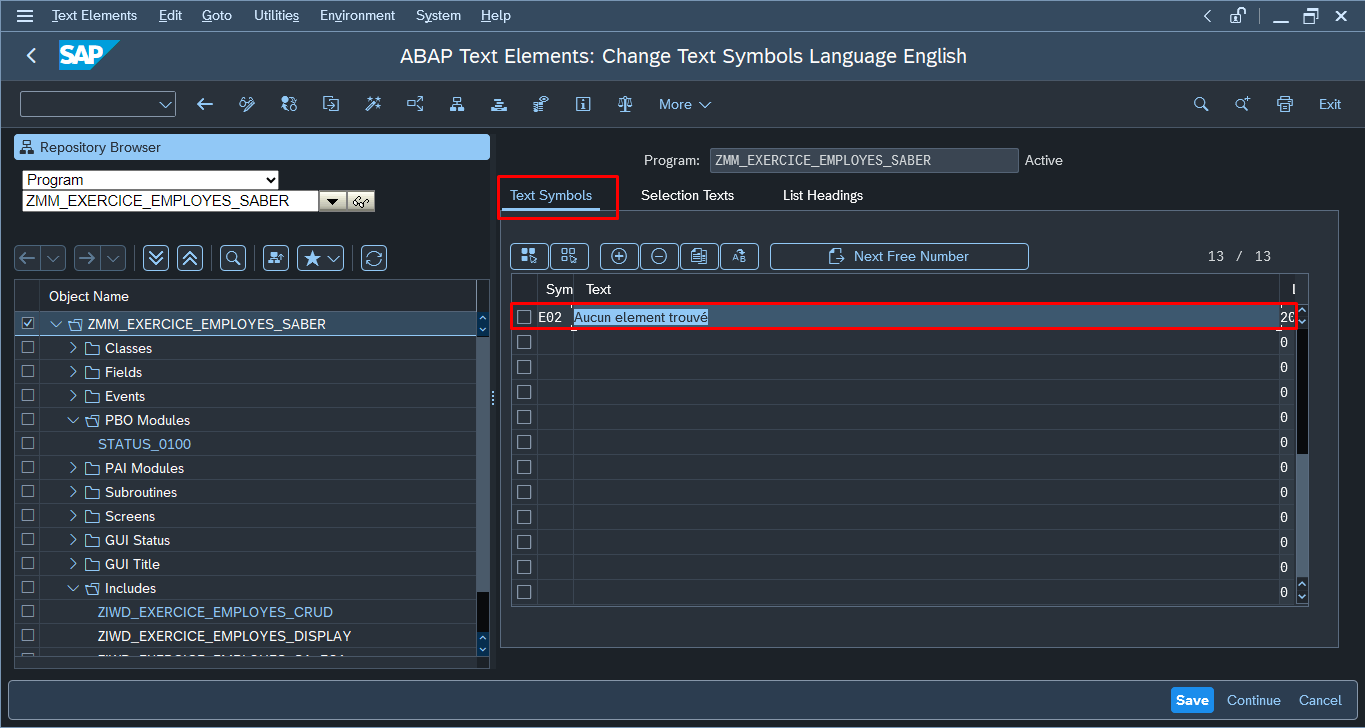 Text Elements Edit Goto Utilities Environment System Help
SAP ABAP Text Elements: Change Text Symbols Language English
More Exit
Repository Browser
Program
ZMM_EXERCICE_EMPLOYES_SABER
Object Name
ZMM_EXERCICE_EMPLOYES_SABER
Classes
Fields
Events
PBO Modules
STATUS_0100
PAI Modules
Subroutines
Screens
GUI Status
GUI Title
Includes
ZIWD_EXERCICE_EMPLOYES_CRUD
ZIWD_EXERCICE_EMPLOYES_DISPLAY
Program: ZMM_EXERCICE_EMPLOYES_SABER Active
Text Symbols Selection Texts List Headings
Next Free Number 13 / 13
Sym Text
E02 Aucun element trouvé 20
0
0
0
0
0
0
0
0
0
0
0
Save Continue Cancel